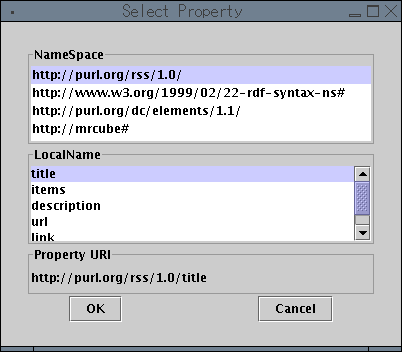 Select Property
NameSpace
http://purl.org/rss/1.0/
http://www.w3.org/1999/02/22-rdf-syntax-ns#
http://purl.org/dc/elements/1.1/
http://mrcube#
LocalName
title
items
description
url
link
Property URI
http://purl.org/rss/1.0/title
OK
Cancel